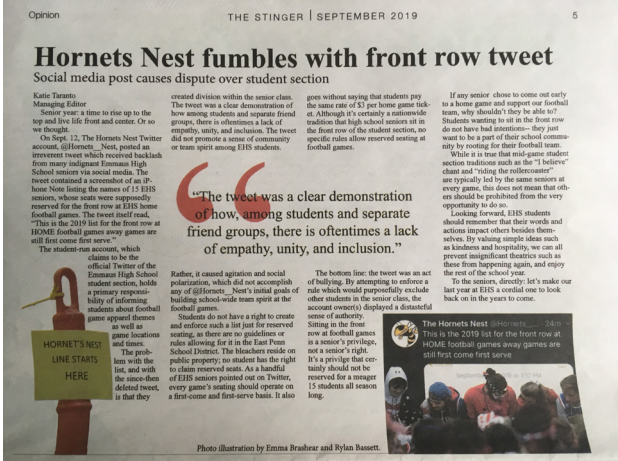 Opinion
THE STINGER | SEPTEMBER 2019
5
Hornets Nest fumbles with front row tweet
Social media post causes dispute over student section
Katie Taranto
Managing Editor
Senior year: a time to rise up to the
top and live life front and center. Or so
we thought.
On Sept. 12, The Hornets Nest Twitter
account, @Hornets__Nest, posted an
irreverent tweet which received backlash
from many indignant Emmaus High
School seniors via social media. The
tweet contained a screenshot of an iP-
hone Note listing the names of 15 EHS
seniors, whose seats were supposedly
reserved for the front row at EHS home
football games. The tweet itself read,
"This is the 2019 list for the front row at
HOME football games away games are
still first come first serve."
The student-run account, which
claims to be the
official Twitter of the
Emmaus High School
student section, holds
a primary responsi-
bility of informing
students about football
game apparel themes
as well as
game locations
and times.
The prob-
lem with the
list, and with
the since-then
deleted tweet,
is that they
created division within the senior class.
The tweet was a clear demonstration of
how among students and separate friend
groups, there is oftentimes a lack of
empathy, unity, and inclusion. The tweet
did not promote a sense of community
or team spirit among EHS students.
"The tweet was a clear demonstration
of how, among students and separate
friend groups, there is oftentimes a lack
of empathy, unity, and inclusion."
Rather, it caused agitation and social
polarization, which did not accomplish
any of @Hornets__Nest's initial goals of
building school-wide team spirit at the
football games.
Students do not have a right to create
and enforce such a list just for reserved
seating, as there are no guidelines or
rules allowing for it in the East Penn
School District. The bleachers reside on
public property; no student has the right
to claim reserved seats. As a handful
of EHS seniors pointed out on Twitter,
every game's seating should operate on
a first-come and first-serve basis. It also
goes without saying that students pay
the same rate of $3 per home game tick-
et. Although it's certainly a nationwide
tradition that high school seniors sit in
the front row of the student section, no
specific rules allow reserved seating at
football games.
The bottom line: the tweet was an act
of bullying. By attempting to enforce a
rule which would purposefully exclude
other students in the senior class, the
account owner(s) displayed a distasteful
sense of authority.
Sitting in the front
row at football games
is a senior's privilege,
not a senior's right.
It's a privilge that cer-
tainly should not be
reserved for a meager
15 students all season
long.
If any senior chose to come out early
to a home game and support our football
team, why shouldn't they be able to?
Students wanting to sit in the front row
do not have bad intentions-- they just
want to be a part of their school commu-
nity by rooting for their football team.
While it is true that mid-game student
section traditions such as the "I believe"
chant and "riding the rollercoaster"
are typically led by the same seniors at
every game, this does not mean that oth-
ers should be prohibited from the very
opportunity to do so.
Looking forward, EHS students
should remember that their words and
actions impact others besides them-
selves. By valuing simple ideas such
as kindness and hospitality, we can all
prevent insignificant theatrics such as
these from happening again, and enjoy
the rest of the school year.
To the seniors, directly: let's make our
last year at EHS a cordial one to look
back on in the years to come.
HORNET'S NEST
LINE STARTS
HERE
The Hornets Nest @Hornets__ 24m
This is the 2019 list for the front row at
HOME football games away games are
still first come first serve
Photo illustration by Emma Brashear and Rylan Bassett.